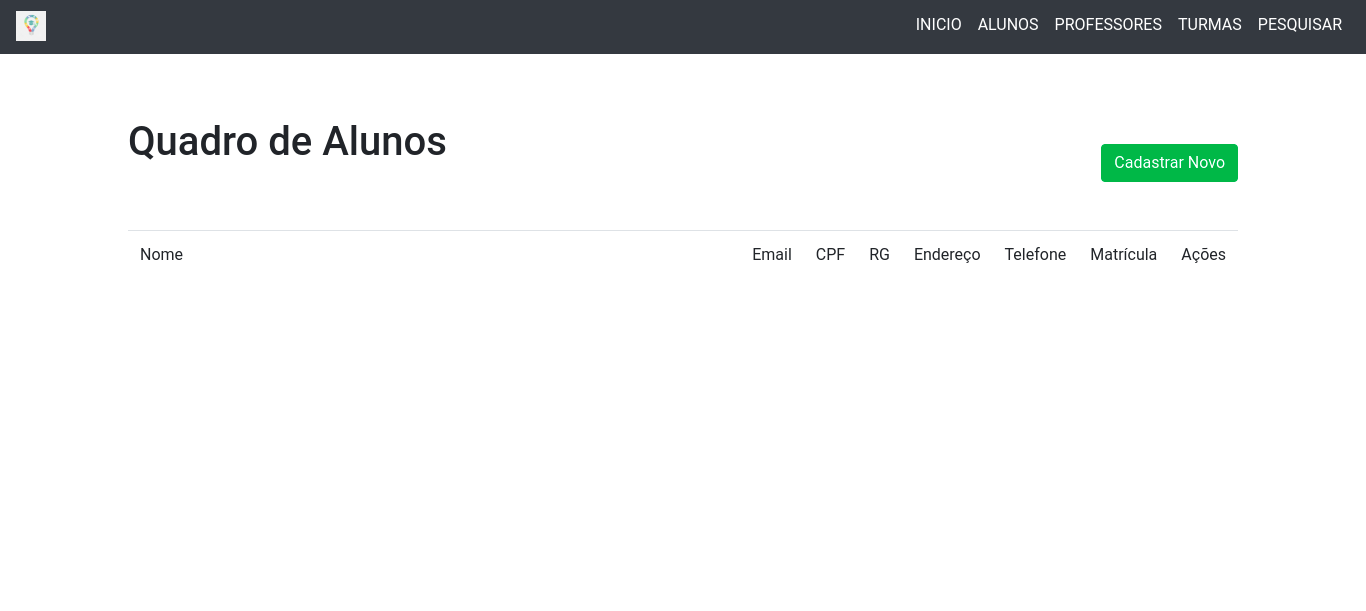 INICIO ALUNOS PROFESSORES TURMAS PESQUISAR
Quadro de Alunos
Cadastrar Novo
Nome Email CPF RG Endereço Telefone Matrícula Ações